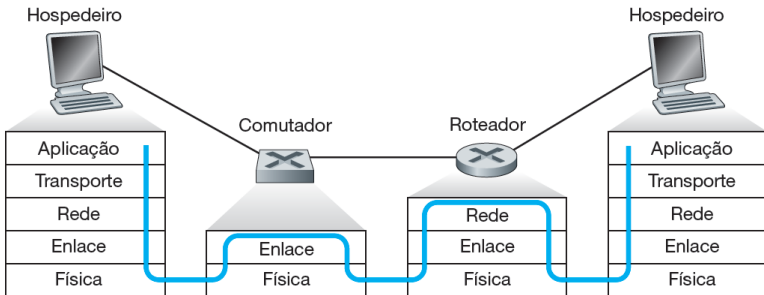 Hospedeiro
Hospedeiro
Comutador
Roteador
Aplicação
Transporte
Rede
Enlace
Física
Enlace
Física
Rede
Enlace
Física
Aplicação
Transporte
Rede
Enlace
Física